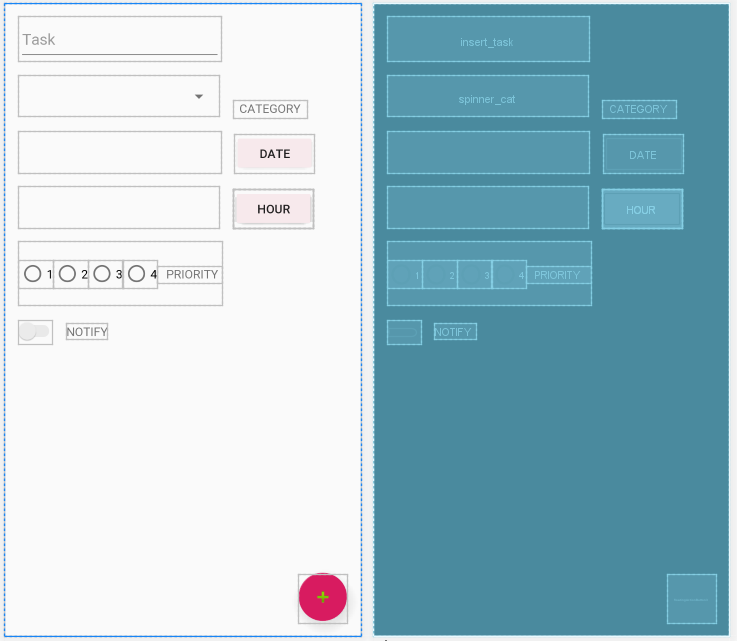 Task
CATEGORY
DATE
HOUR
1 2 3 4 PRIORITY
NOTIFY
+
insert_task
spinner_cat
CATEGORY
DATE
HOUR
1 2 3 4 PRIORITY
NOTIFY